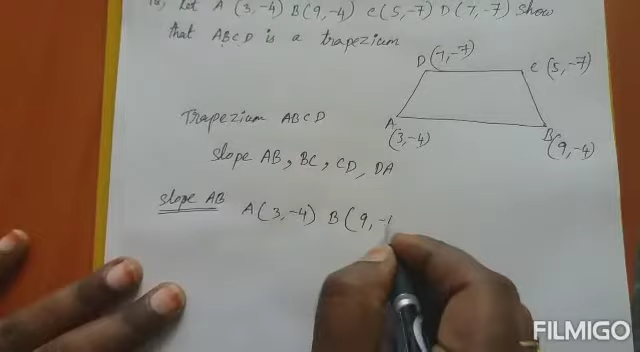 15, Let A (3,-4) B(9,-4) C(5,-7) D(7,-7) show
that ABCD is a trapezium
D(7,-7)
C (5,-7)
Trapezium ABCD
A
(3,-4)
B
(9,-4)
slope AB, BC, CD, DA
slope AB A(3,-4) B(9,-
FILMIGO